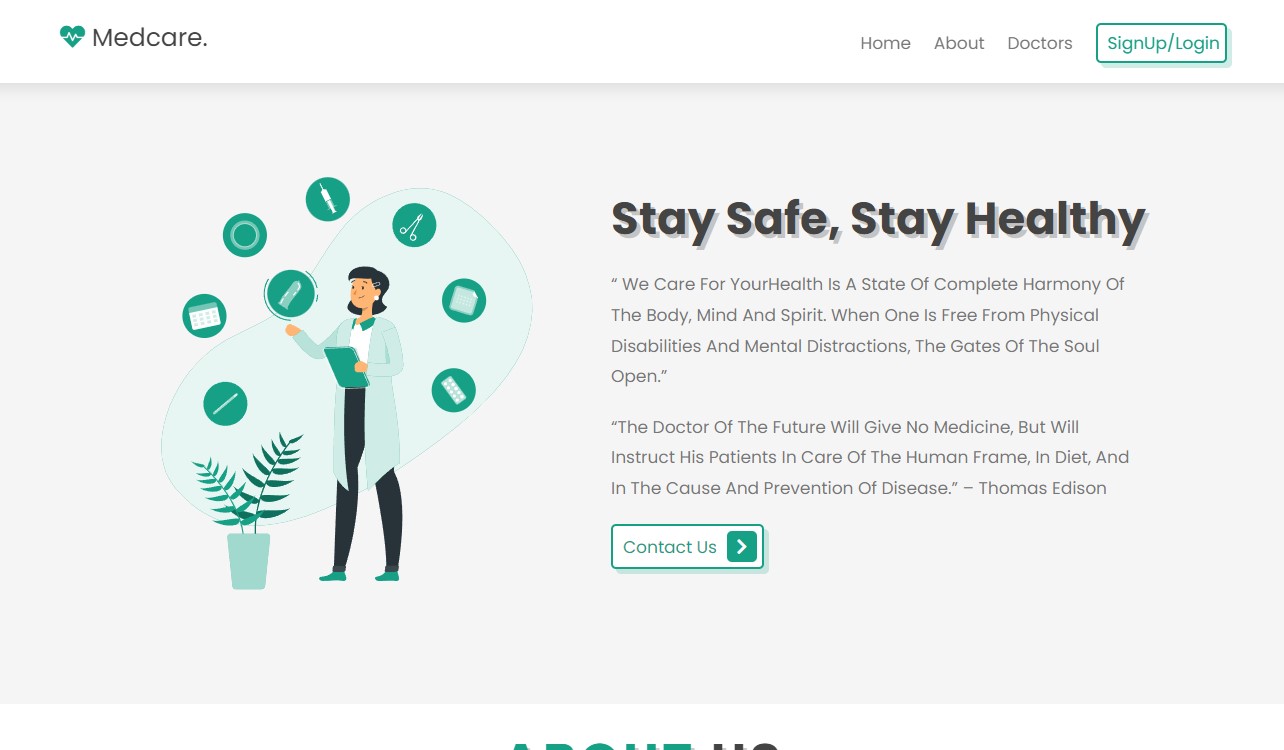 Medcare.
Home About Doctors SignUp/Login
Stay Safe, Stay Healthy
“ We Care For YourHealth Is A State Of Complete Harmony Of
The Body, Mind And Spirit. When One Is Free From Physical
Disabilities And Mental Distractions, The Gates Of The Soul
Open.”
“The Doctor Of The Future Will Give No Medicine, But Will
Instruct His Patients In Care Of The Human Frame, In Diet, And
In The Cause And Prevention Of Disease.” – Thomas Edison
Contact Us
ABOUT US